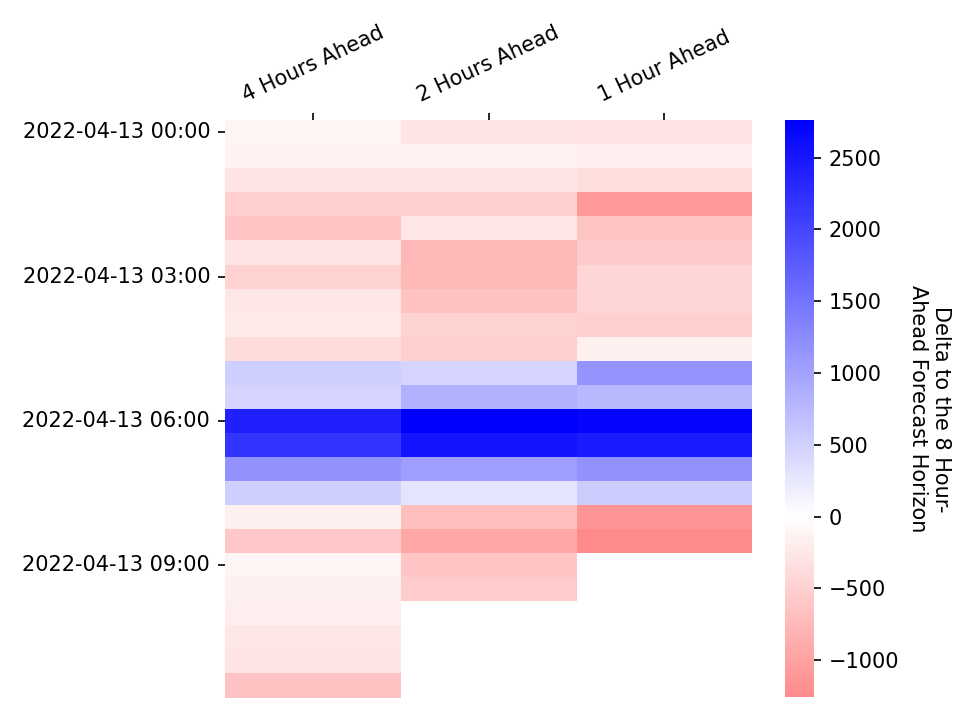 4 Hours Ahead
2 Hours Ahead
1 Hour Ahead
2022-04-13 00:00
2022-04-13 03:00
2022-04-13 06:00
2022-04-13 09:00
2500
2000
1500
1000
500
0
−500
−1000
Delta to the 8 Hour-
Ahead Forecast Horizon